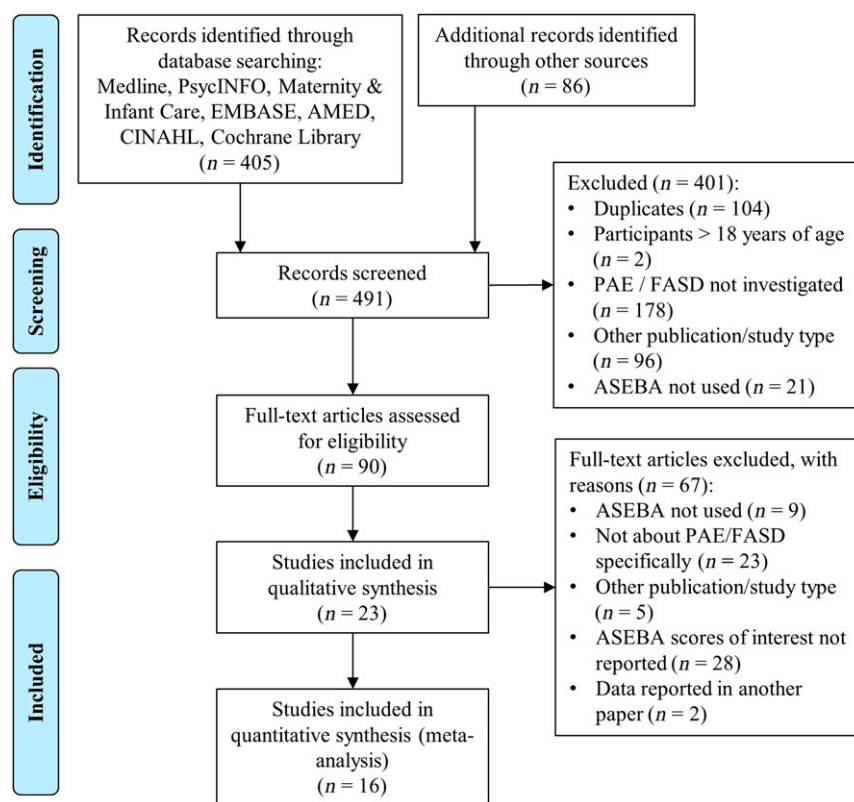 Identification
Records identified through
database searching:
Medline, PsycINFO, Maternity &
Infant Care, EMBASE, AMED,
CINAHL, Cochrane Library
(n = 405)
Additional records identified
through other sources
(n = 86)
Screening
Records screened
(n = 491)
Excluded (n = 401):
• Duplicates (n = 104)
• Participants > 18 years of age
(n = 2)
• PAE / FASD not investigated
(n = 178)
• Other publication/study type
(n = 96)
• ASEBA not used (n = 21)
Eligibility
Full-text articles assessed
for eligibility
(n = 90)
Full-text articles excluded, with
reasons (n = 67):
• ASEBA not used (n = 9)
• Not about PAE/FASD
specifically (n = 23)
• Other publication/study type
(n = 5)
• ASEBA scores of interest not
reported (n = 28)
• Data reported in another
paper (n = 2)
Included
Studies included in
qualitative synthesis
(n = 23)
Studies included in
quantitative synthesis (meta-
analysis)
(n = 16)